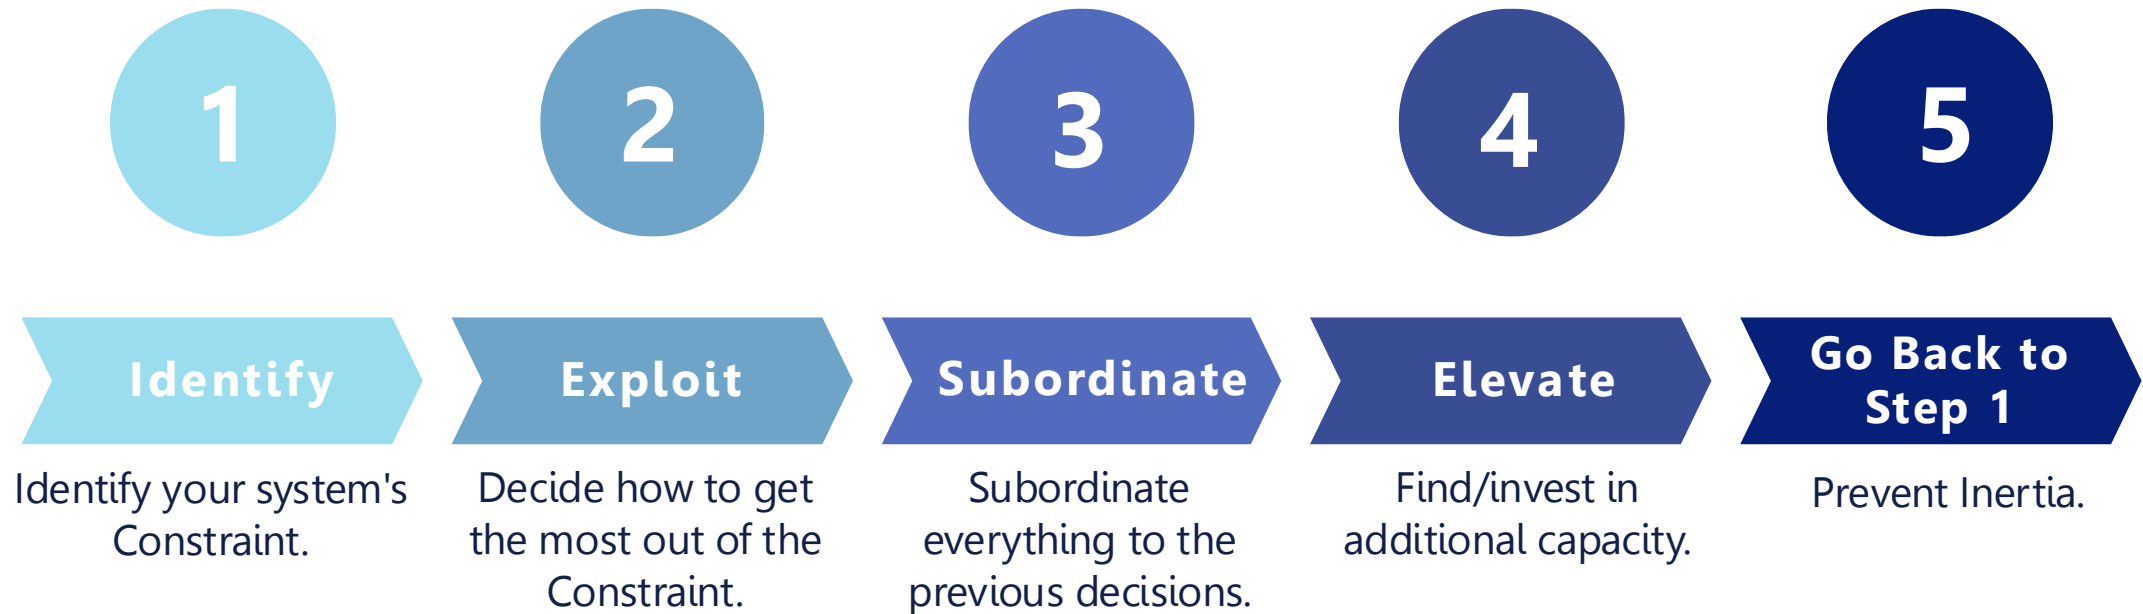 1
2
3
4
5
Identify
Exploit
Subordinate
Elevate
Go Back to
Step 1
Identify your system's
Constraint.
Decide how to get
the most out of the
Constraint.
Subordinate
everything to the
previous decisions.
Find/invest in
additional capacity.
Prevent Inertia.